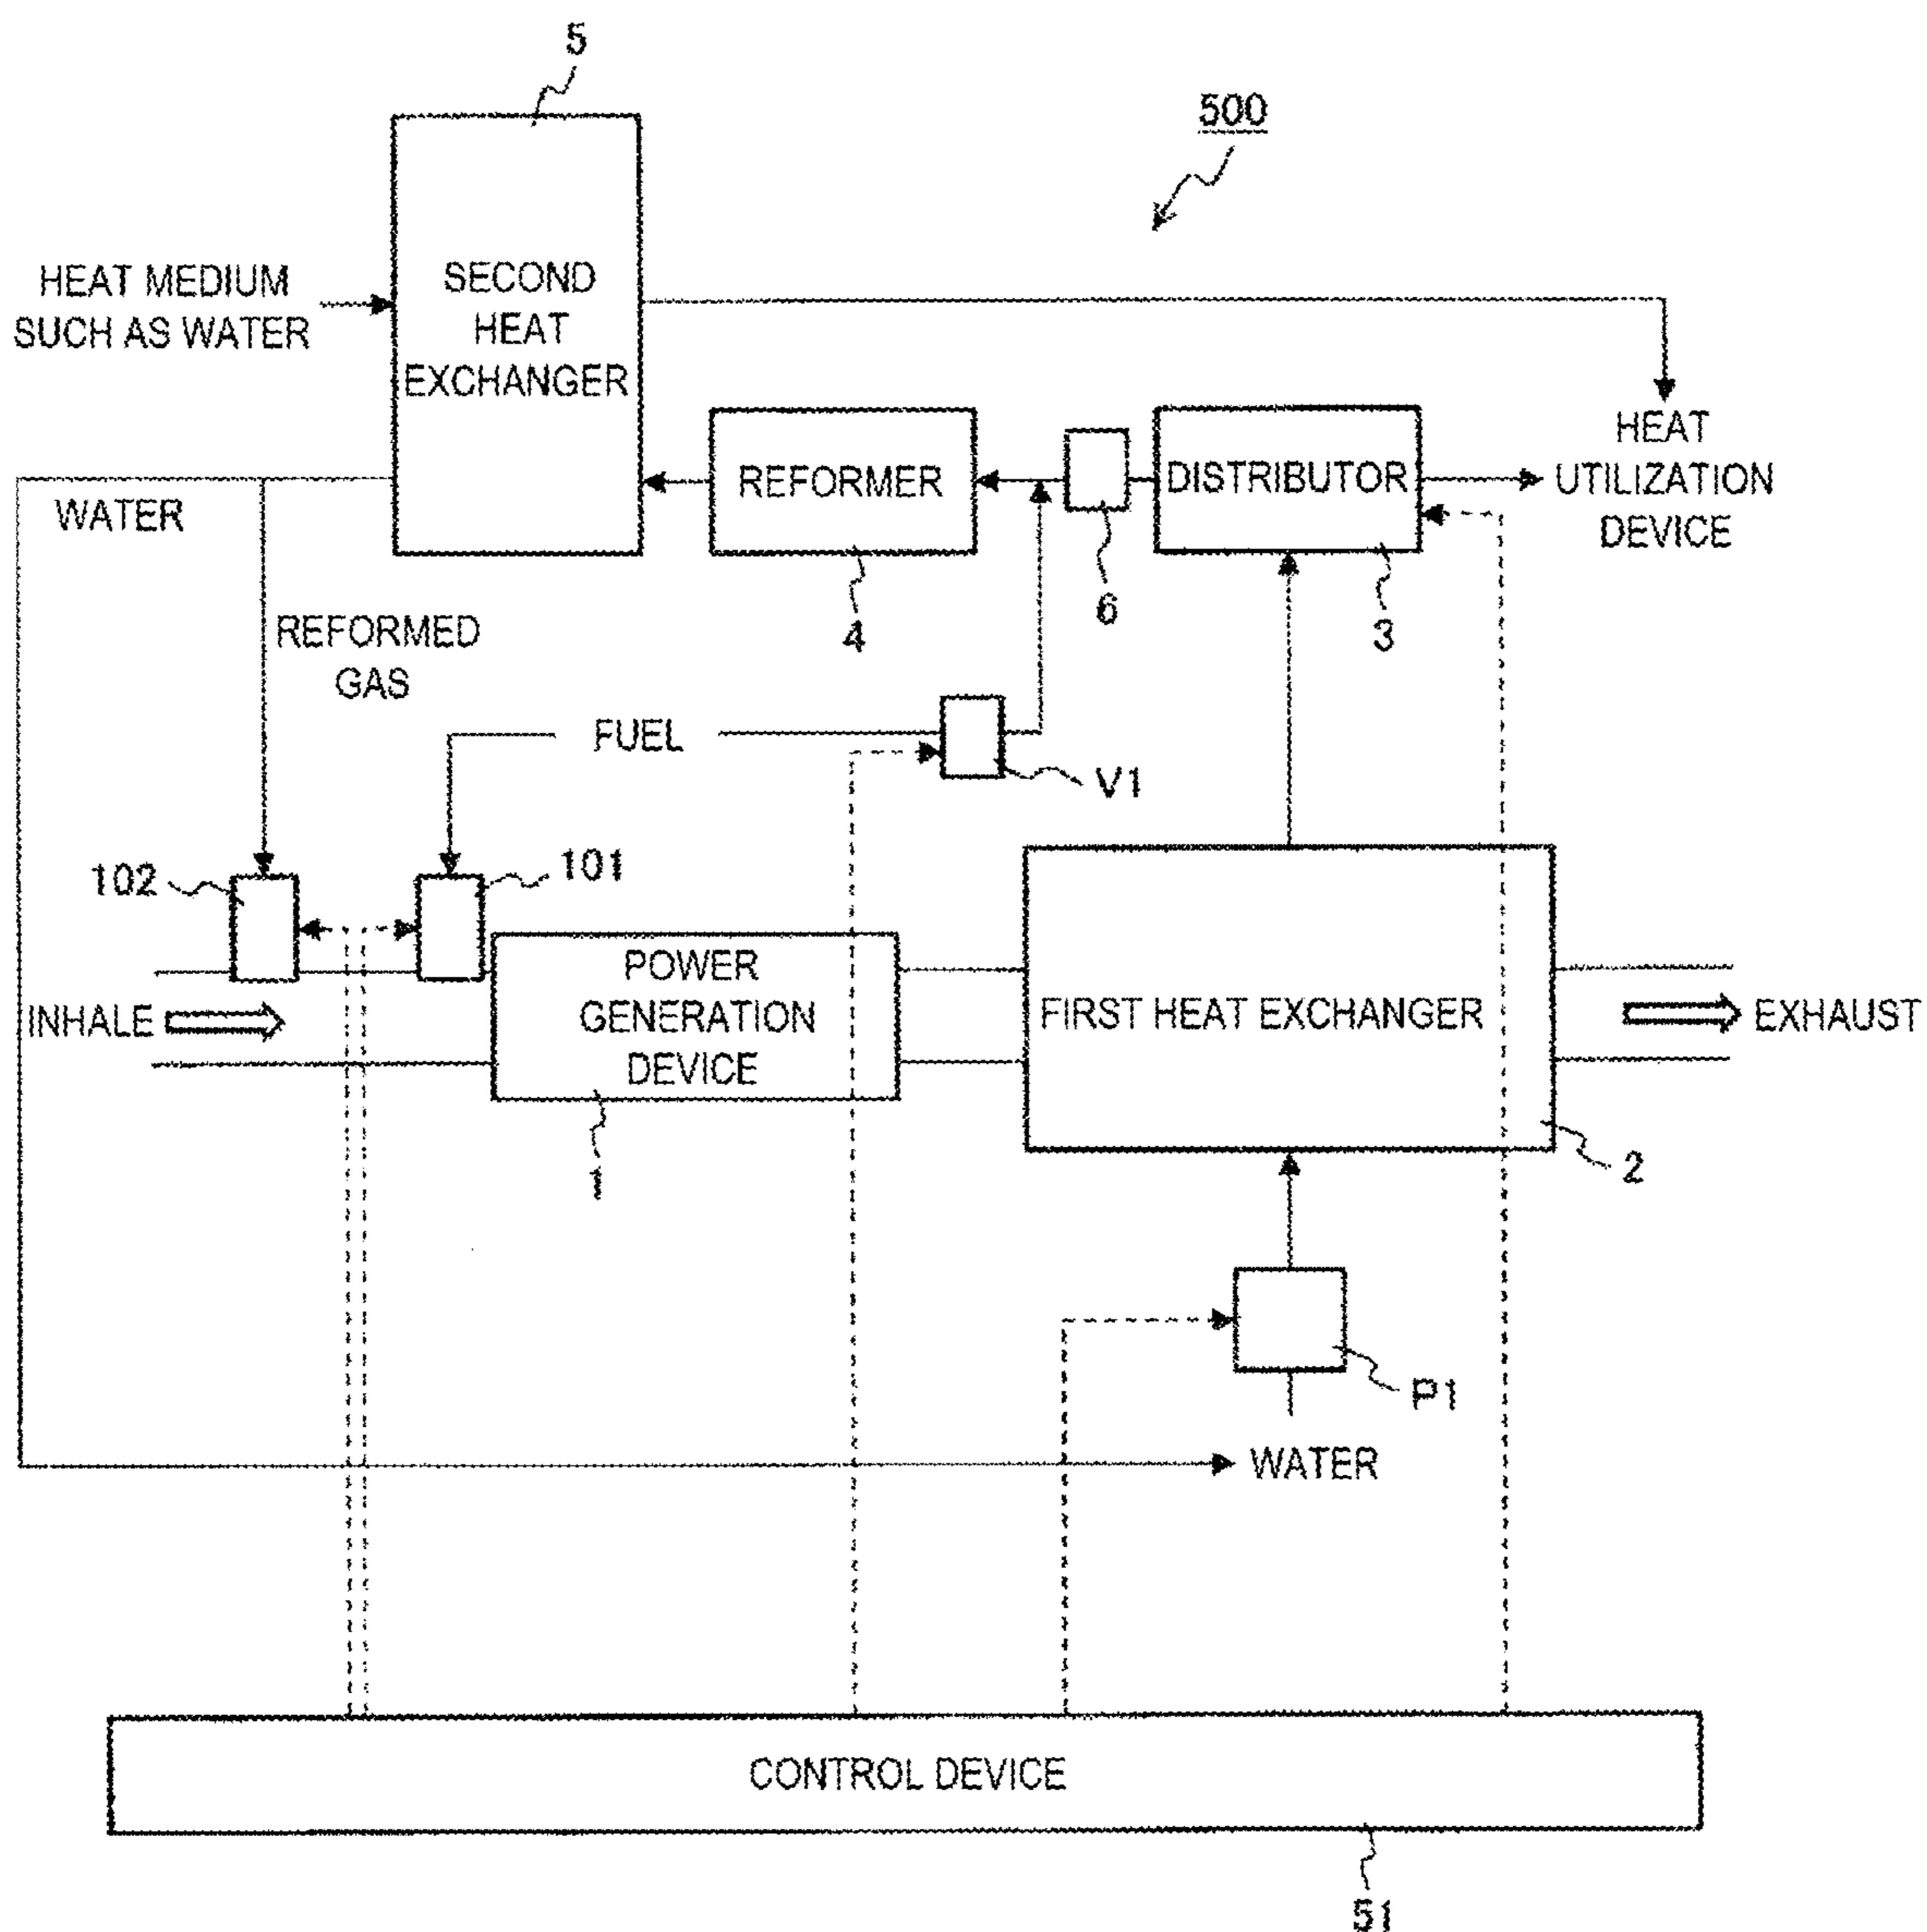 5
500
HEAT MEDIUM
SUCH AS WATER
SECOND
HEAT
EXCHANGER
REFORMER
DISTRIBUTOR
HEAT
UTILIZATION
DEVICE
WATER
6
4
3
REFORMED
GAS
FUEL
V1
102
101
POWER
GENERATION
DEVICE
FIRST HEAT EXCHANGER
INHALE
EXHAUST
1
2
P1
WATER
CONTROL DEVICE
51